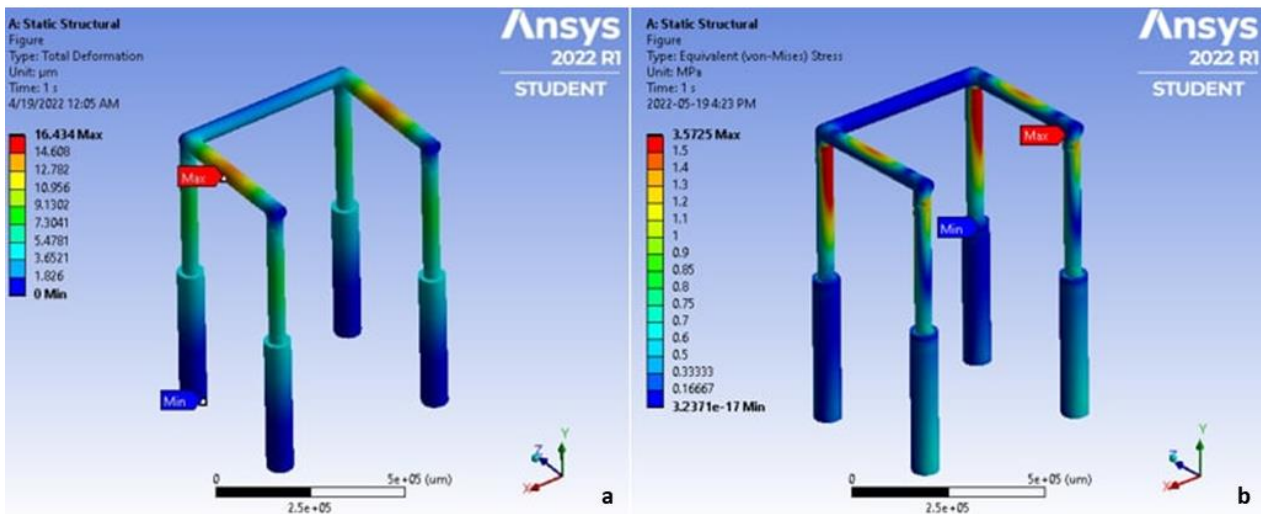 A: Static Structural
Figure
Type: Total Deformation
Unit: µm
Time: 1 s
4/19/2022 12:05 AM
16.434 Max
14.608
12.782
10.956
9.1302
7.3041
5.4781
3.6521
1.826
0 Min
Ansys
2022 R1
STUDENT
Max
Min
0
5e+05 (um)
2.5e+05
Y
Z
X
a
A: Static Structural
Figure
Type: Equivalent (von-Mises) Stress
Unit: MPa
Time: 1 s
2022-05-19 4:23 PM
3.5725 Max
1.5
1.4
1.3
1.2
1.1
1
0.9
0.85
0.8
0.75
0.7
0.6
0.5
0.33333
0.16667
3.2371e-17 Min
Ansys
2022 R1
STUDENT
Max
Min
0
5e+05 (um)
2.5e+05
Y
Z
X
b